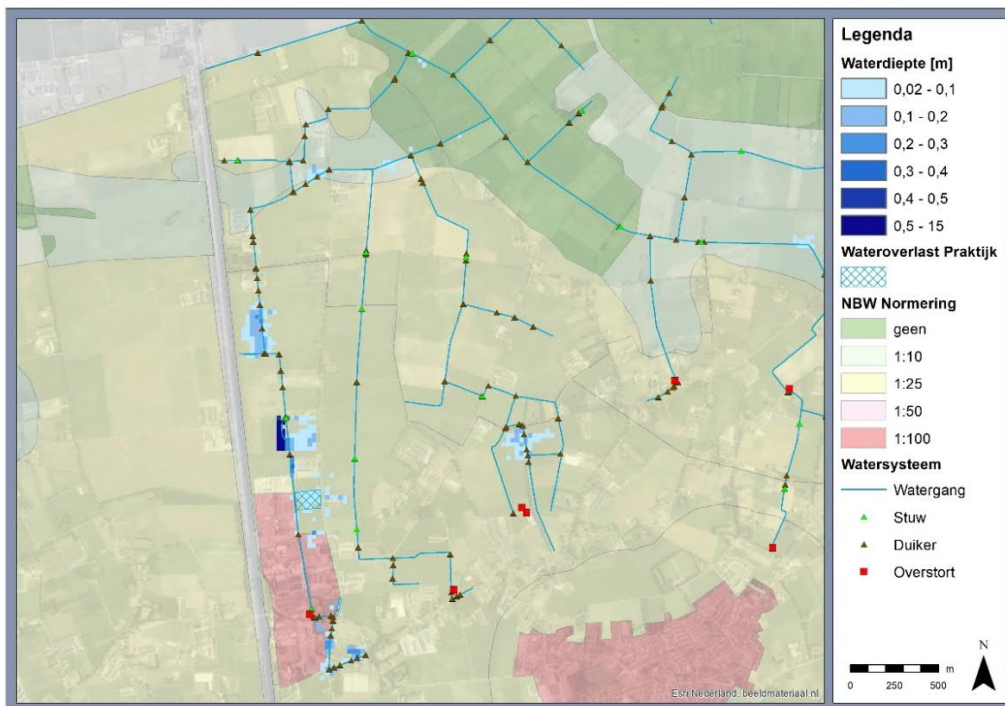 Legenda
Waterdiepte [m]
0,02 - 0,1
0,1 - 0,2
0,2 - 0,3
0,3 - 0,4
0,4 - 0,5
0,5 - 15
Wateroverlast Praktijk
NBW Normering
geen
1:10
1:25
1:50
1:100
Watersysteem
Watergang
Stuw
Duiker
Overstort
N
m
0 250 500
Esri Nederland, beeldmateriaal.nl